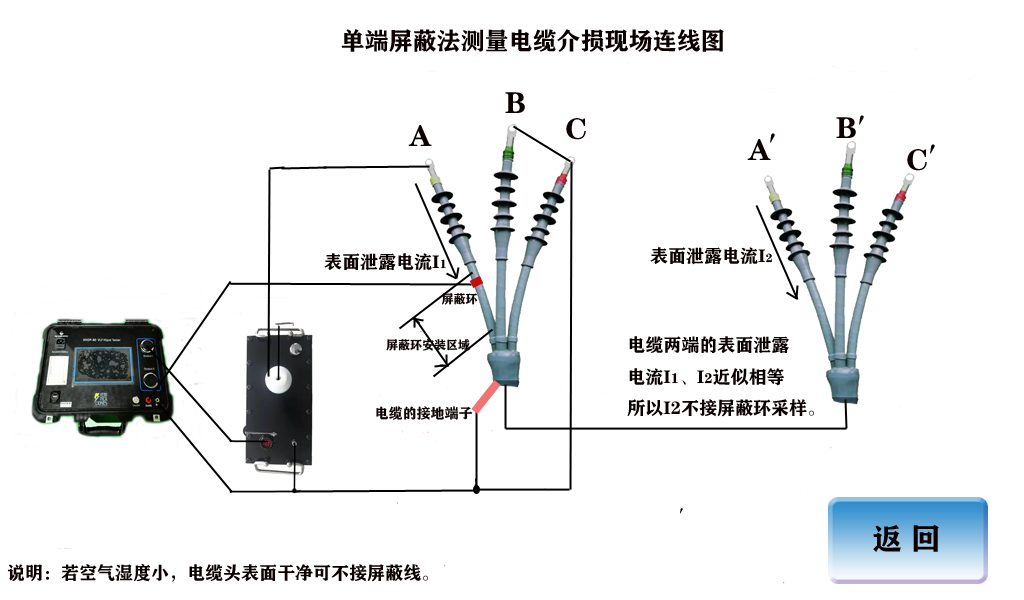 单端屏蔽法测量电缆介损现场连线图
A
B
C
A′
B′
C′
表面泄露电流I1
屏蔽环
屏蔽环安装区域
电缆的接地端子
表面泄露电流I2
电缆两端的表面泄露
电流I1、I2近似相等
所以I2不接屏蔽环采样。
返 回
说明：若空气湿度小，电缆头表面干净可不接屏蔽线。